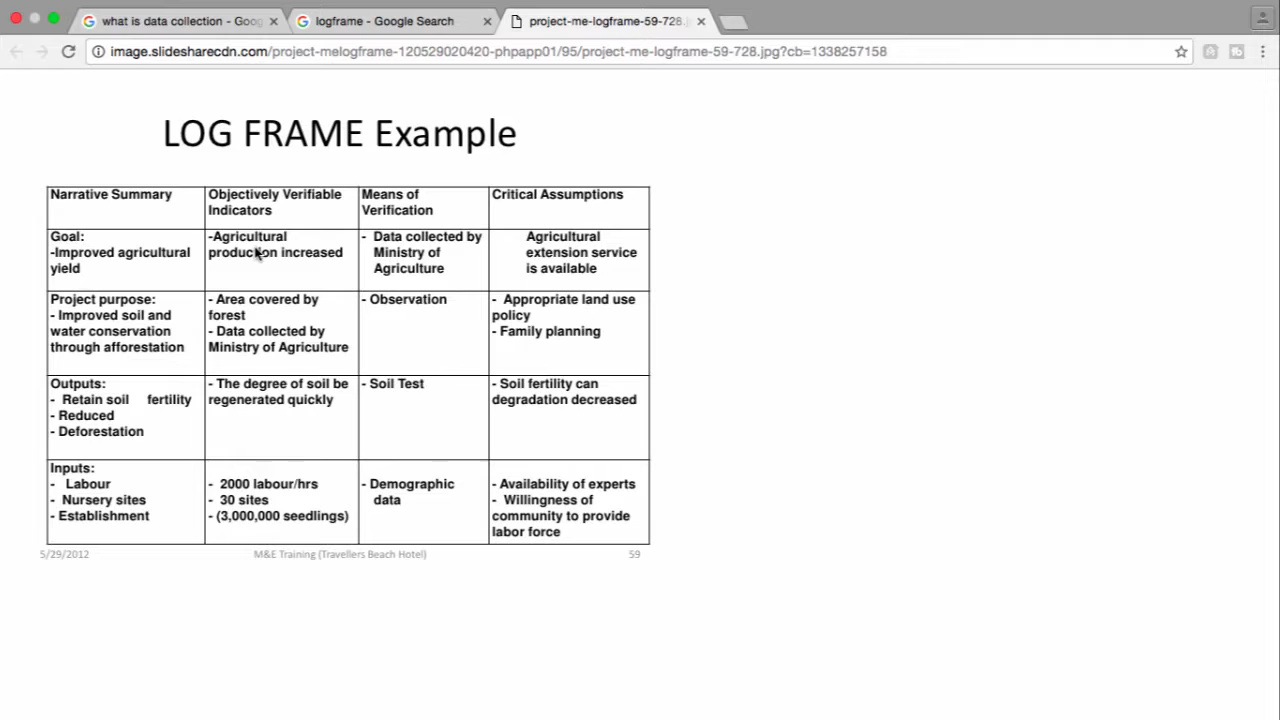 what is data collection - Goog
logframe - Google Search
project-me-logframe-59-728.j
image.slidesharecdn.com/project-melogframe-120529020420-phpapp01/95/project-me-logframe-59-728.jpg?cb=1338257158
LOG FRAME Example
Narrative Summary
Objectively Verifiable
Indicators
Means of
Verification
Critical Assumptions
Goal:
-Improved agricultural
yield
-Agricultural
production increased
- Data collected by
Ministry of
Agriculture
Agricultural
extension service
is available
Project purpose:
- Improved soil and
water conservation
through afforestation
- Area covered by
forest
- Data collected by
Ministry of Agriculture
- Observation
- Appropriate land use
policy
- Family planning
Outputs:
- Retain soil fertility
- Reduced
- Deforestation
- The degree of soil be
regenerated quickly
- Soil Test
- Soil fertility can
degradation decreased
Inputs:
- Labour
- Nursery sites
- Establishment
- 2000 labour/hrs
- 30 sites
- (3,000,000 seedlings)
- Demographic
data
- Availability of experts
- Willingness of
community to provide
labor force
5/29/2012
M&E Training (Travellers Beach Hotel)
59